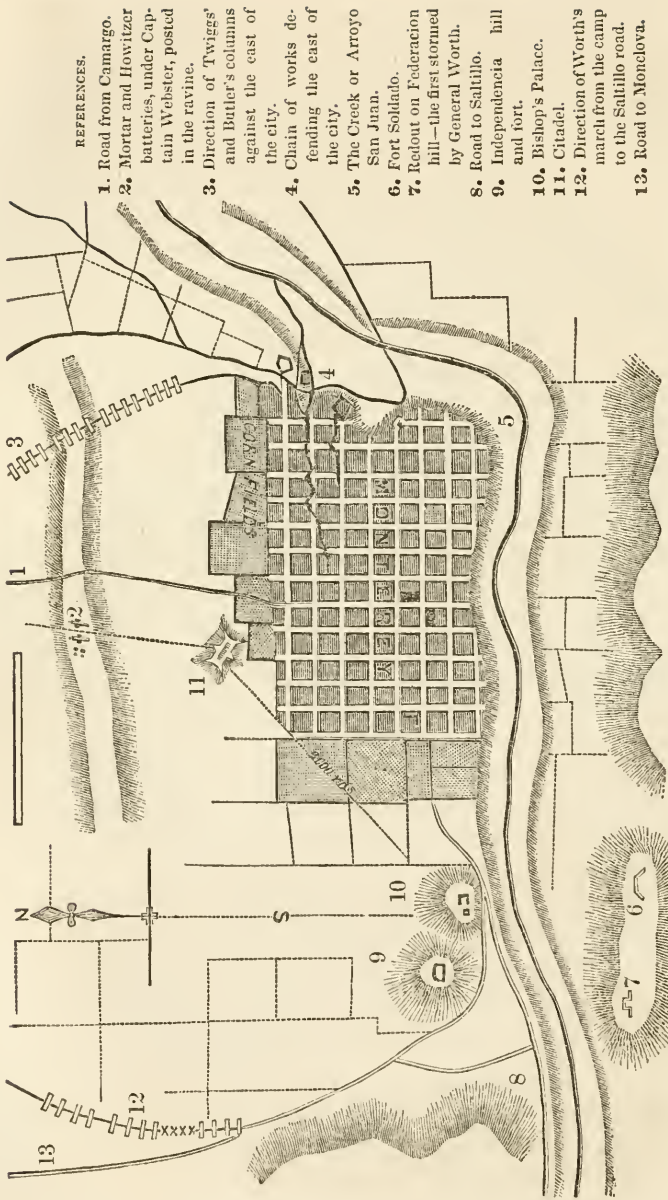 REFERENCES.
1. Road from Camargo.
2. Mortar and Howitzer
batteries, under Cap-
tain Webster, posted
in the ravine.
3. Direction of Twiggs'
and Butler's columns
against the east of
the city.
4. Chain of works de-
fending the east of
the city.
5. The Creek or Arroyo
San Juan.
6. Fort Soldado.
7. Redout on Federacion
hill—the first stormed
by General Worth.
8. Road to Saltillo.
9. Independencia hill
and fort.
10. Bishop's Palace.
11. Citadel.
12. Direction of Worth's
march from the camp
to the Saltillo road.
13. Road to Monclova.
13
12
N
S
9
10
8
7
6
11
2
1
3
CORN FIELDS
MONTEREY
4
5